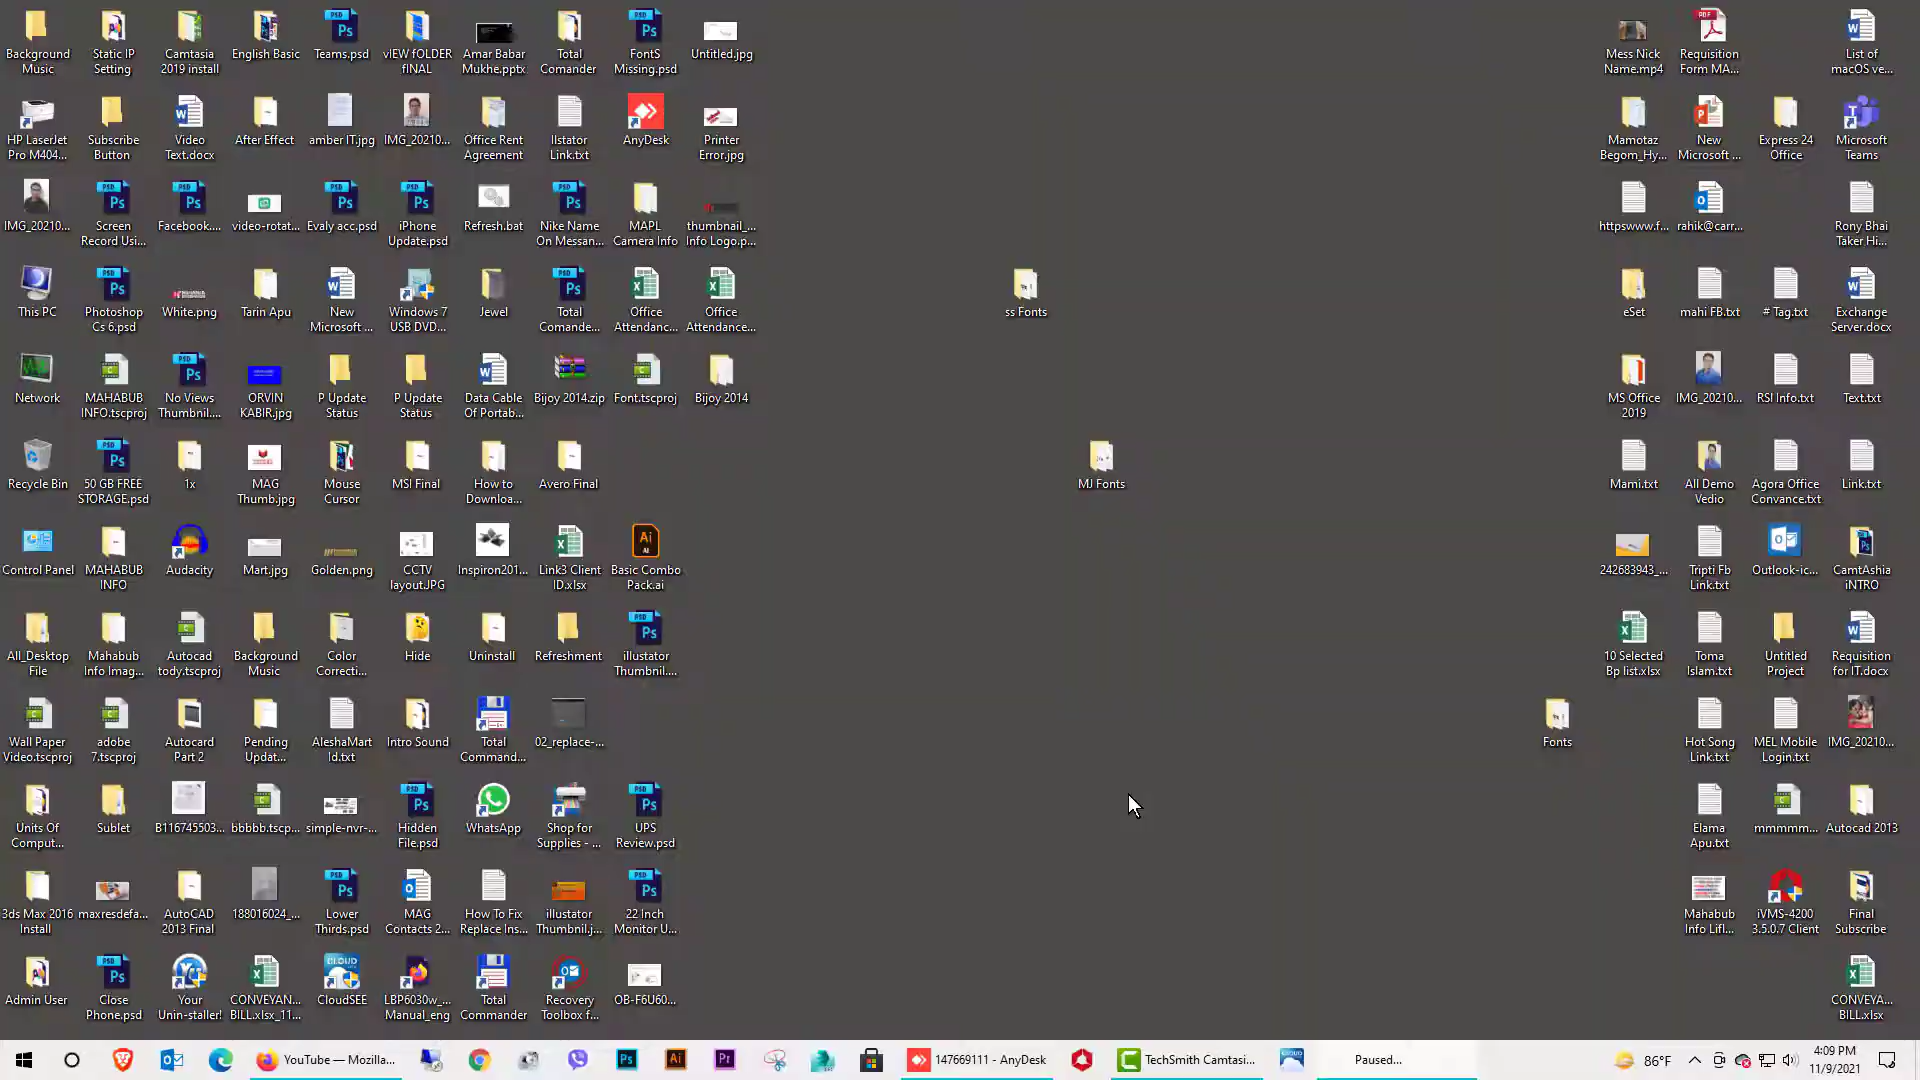 Background
Music
Static IP
Setting
Camtasia
2019 install
English Basic
Teams.psd
vIEW fOLDER
fINAL
Amar Babar
Mukhe.pptx
Total
Comander
FontS
Missing.psd
Untitled.jpg
Mess Nick
Name.mp4
Requisition
Form MA...
List of
macOS ve...
HP LaserJet
Pro M404...
Subscribe
Button
Video
Text.docx
After Effect
amber IT.jpg
IMG_20210...
Office Rent
Agreement
Ilstator
Link.txt
AnyDesk
Printer
Error.jpg
Mamotaz
Begom_Hy...
New
Microsoft ...
Express 24
Office
Microsoft
Teams
IMG_20210...
Screen
Record Usi...
Facebook....
video-rotat...
Evaly acc.psd
iPhone
Update.psd
Refresh.bat
Nike Name
On Messan...
MAPL
Camera Info
thumbnail_...
Info Logo.p...
httpswww.f...
rahik@carr...
Rony Bhai
Taker Hi...
This PC
Photoshop
Cs 6.psd
White.png
Tarin Apu
New
Microsoft ...
Windows 7
USB DVD...
Jewel
Total
Comande...
Office
Attendanc...
Office
Attendance...
ss Fonts
eSet
mahi FB.txt
# Tag.txt
Exchange
Server.docx
Network
MAHABUB
INFO.tscproj
No Views
Thumbnil....
ORVIN
KABIR.jpg
P Update
Status
P Update
Status
Data Cable
Of Portab...
Bijoy 2014.zip
Font.tscproj
Bijoy 2014
MS Office
2019
IMG_20210...
RSI Info.txt
Text.txt
Recycle Bin
50 GB FREE
STORAGE.psd
1x
MAG
Thumb.jpg
Mouse
Cursor
MSI Final
How to
Downloa...
Avero Final
MJ Fonts
Mami.txt
All Demo
Vedio
Agora Office
Convance.txt
Link.txt
Control Panel
MAHABUB
INFO
Audacity
Mart.jpg
Golden.png
CCTV
layout.JPG
Inspiron201...
Link3 Client
ID.xlsx
Basic Combo
Pack.ai
242683943_...
Tripti Fb
Link.txt
Outlook-ic...
CamtAshia
iNTRO
All_Desktop
File
Mahabub
Info Imag...
Autocad
tody.tscproj
Background
Music
Color
Correcti...
Hide
Uninstall
Refreshment
illustator
Thumbnil....
10 Selected
Bp list.xlsx
Toma
Islam.txt
Untitled
Project
Requisition
for IT.docx
Wall Paper
Video.tscproj
adobe
7.tscproj
Autocard
Part 2
Pending
Updat...
AleshaMart
Id.txt
Intro Sound
Total
Command...
02_replace-...
Fonts
Hot Song
Link.txt
MEL Mobile
Login.txt
IMG_20210...
Units Of
Comput...
Sublet
B116745503...
bbbbb.tscp...
simple-nvr-...
Hidden
File.psd
WhatsApp
Shop for
Supplies - ...
UPS
Review.psd
Elama
Apu.txt
mmmmm...
Autocad 2013
3ds Max 2016
Install
maxresdefa...
AutoCAD
2013 Final
188016024_...
Lower
Thirds.psd
MAG
Contacts 2...
How To Fix
Replace Ins...
illustator
Thumbnil.j...
22 Inch
Monitor U...
Mahabub
Info Lifl...
iVMS-4200
3.5.0.7 Client
Final
Subscribe
Admin User
Close
Phone.psd
Your
Unin-staller!
CONVEYAN...
BILL.xlsx_11...
CloudSEE
LBP6030w_...
Manual_eng
Total
Commander
Recovery
Toolbox f...
OB-F6U60...
CONVEYA...
BILL.xlsx
YouTube — Mozilla...
147669111 - AnyDesk
TechSmith Camtasi...
Paused...
86°F
4:09 PM
11/9/2021